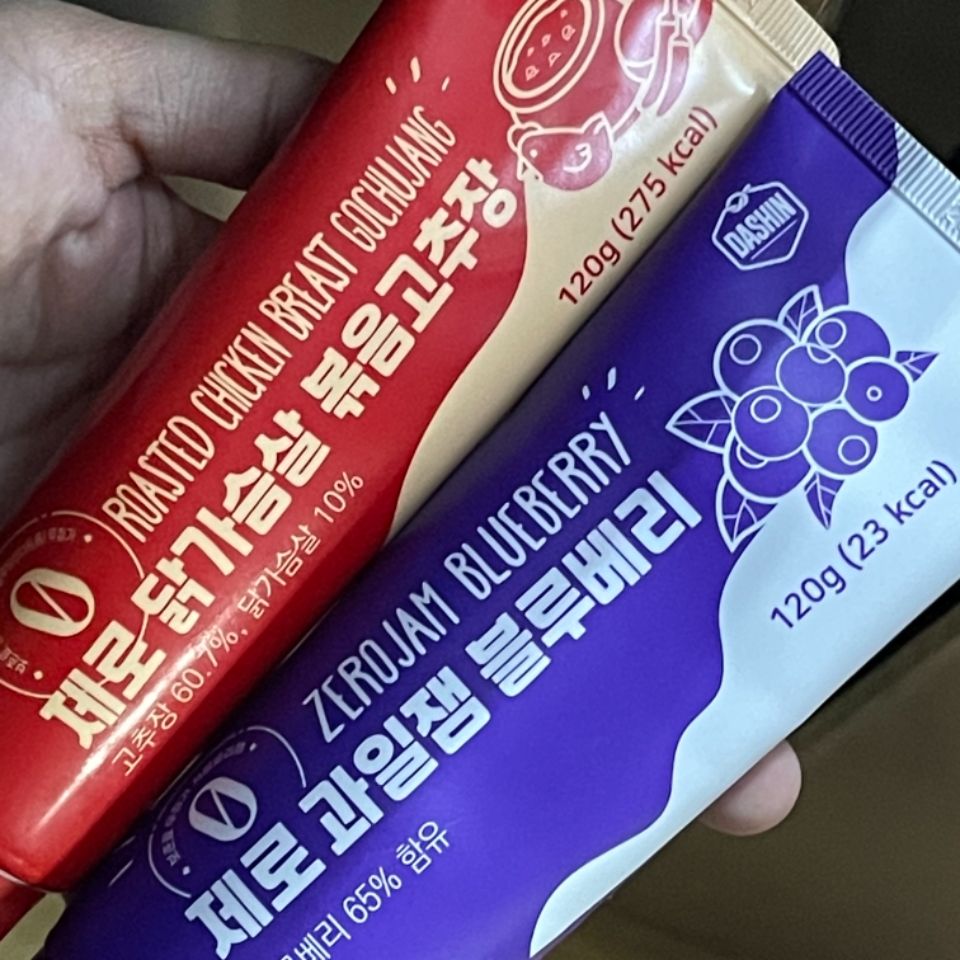 ROASTED CHICKEN BREAST GOCHUJANG
제로 닭가슴살 볶음고추장
고추장 60.7%, 닭가슴살 10%
120g (275 kcal)
DASHIN
ZEROJAM BLUEBERRY
제로 과일잼 블루베리
65% 함유
120g (23 kcal)